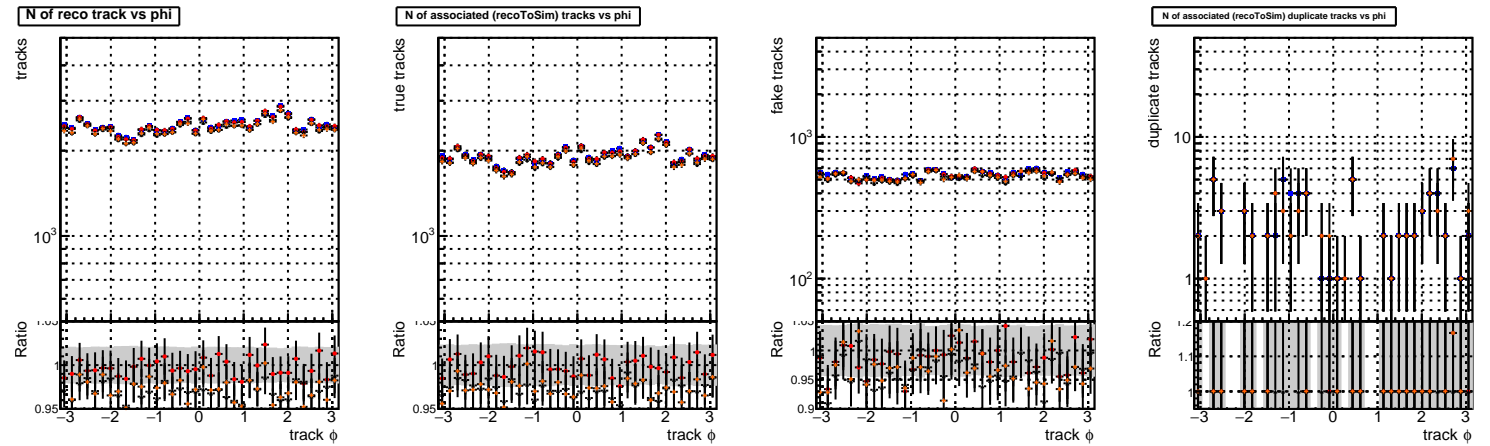 N of reco track vs phi
N of associated (recoToSim) tracks vs phi
N of associated (recoToSim) duplicate tracks vs phi
tracks
10³
Ratio
0.95
−3 −2 −1 0 1 2 3
track ϕ
true tracks
10³
Ratio
0.95
−3 −2 −1 0 1 2 3
track ϕ
fake tracks
10³
10²
Ratio
1
0.95
0.9
−3 −2 −1 0 1 2 3
track ϕ
duplicate tracks
10
1
Ratio
1.2
1.1
1
−3 −2 −1 0 1 2 3
track ϕ